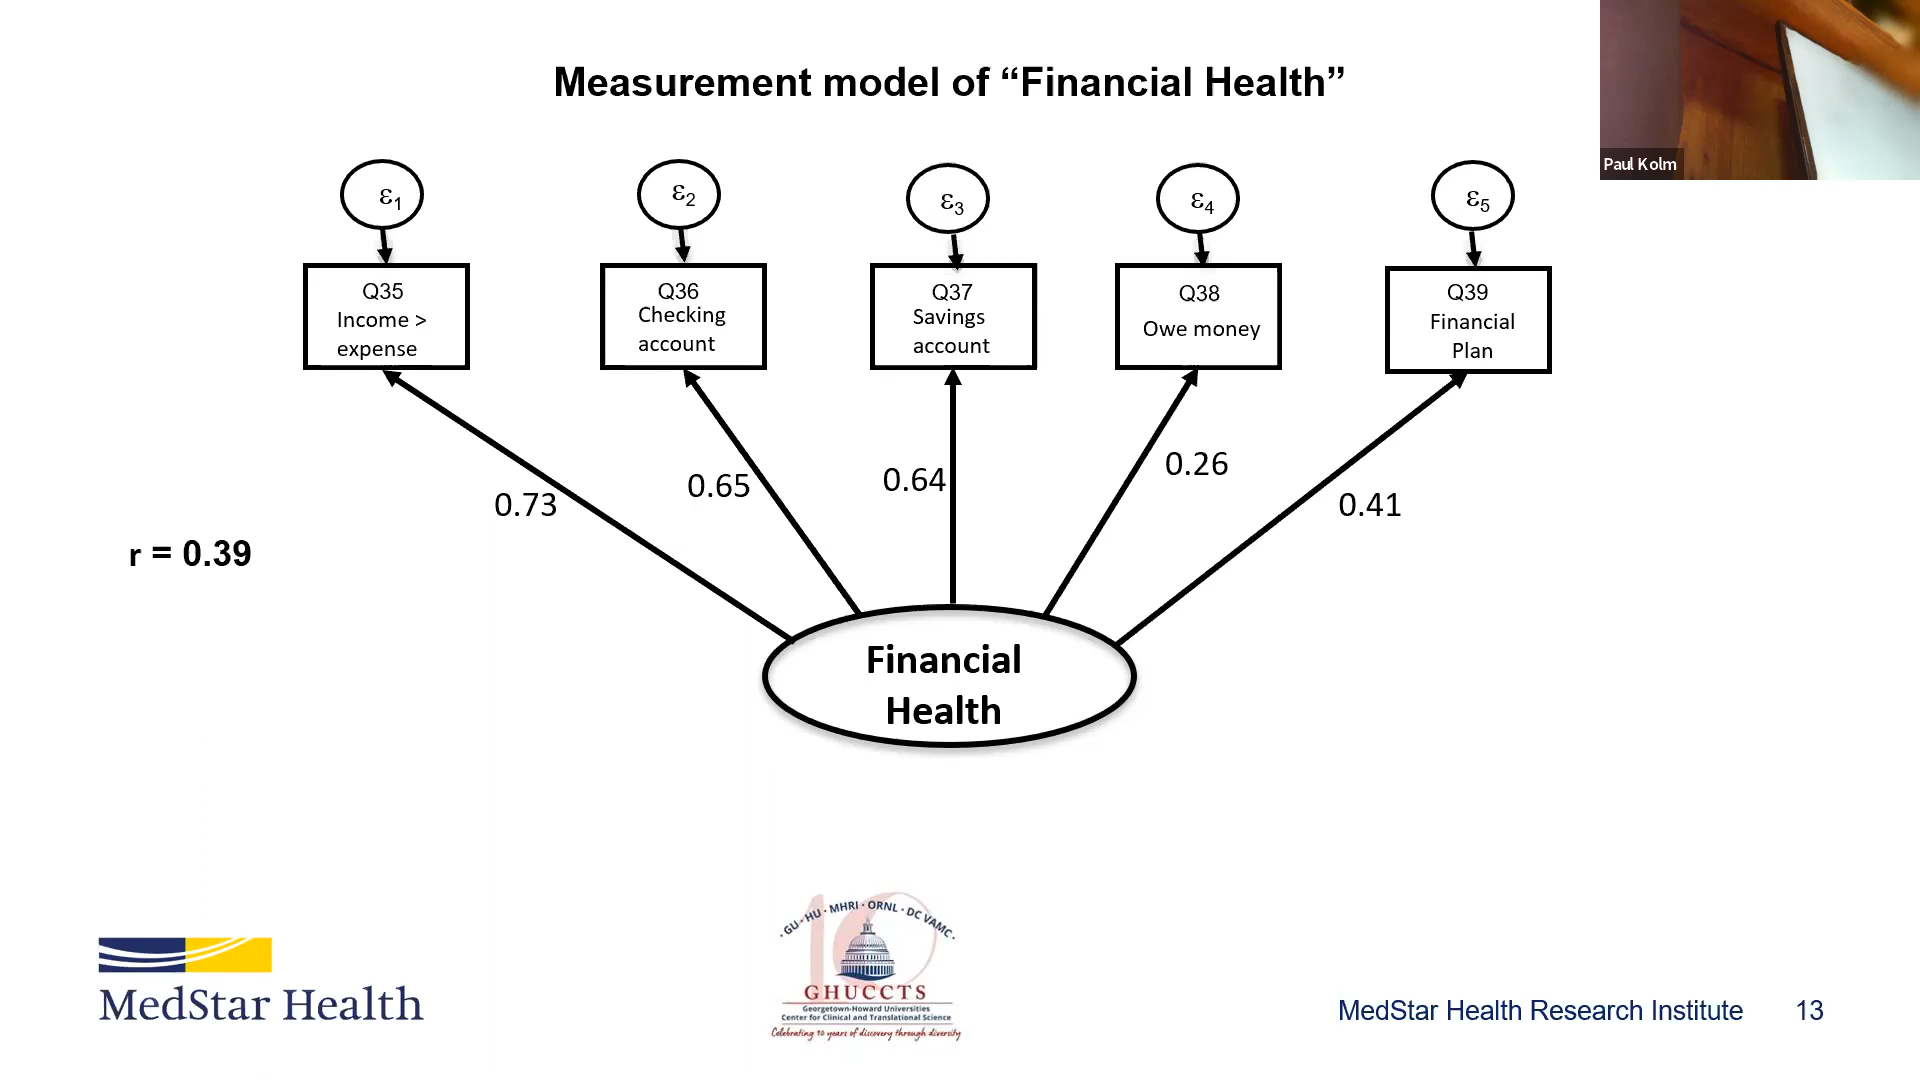 Measurement model of “Financial Health”
Paul Kolm
ε1
ε2
ε3
ε4
ε5
Q35
Income >
expense
Q36
Checking
account
Q37
Savings
account
Q38
Owe money
Q39
Financial
Plan
0.73
0.65
0.64
0.26
0.41
r = 0.39
Financial
Health
MedStar Health
· GU · HU · MHRI · ORNL · DC VAMC ·
10
GHUCCTS
Georgetown-Howard Universities
Center for Clinical and Translational Science
Celebrating 10 years of discovery through diversity
MedStar Health Research Institute 13